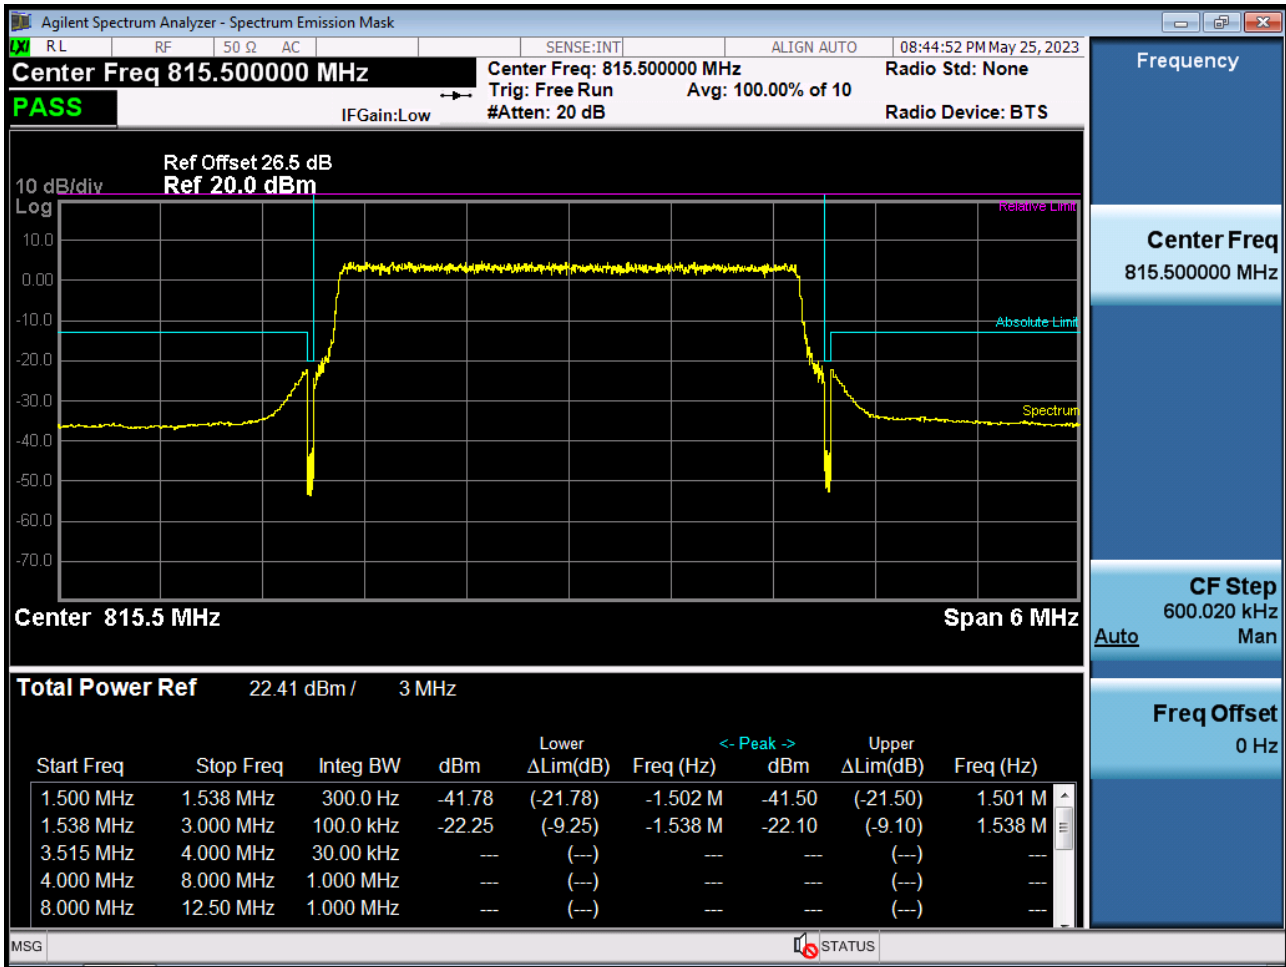 Agilent Spectrum Analyzer - Spectrum Emission Mask
LXI RL RF 50 Ω AC SENSE:INT ALIGN AUTO 08:44:52 PM May 25, 2023
Center Freq 815.500000 MHz
Center Freq: 815.500000 MHz Radio Std: None
Trig: Free Run Avg: 100.00% of 10
PASS
IFGain:Low #Atten: 20 dB Radio Device: BTS
Ref Offset 26.5 dB
10 dB/div Ref 20.0 dBm
Log
Relative Limit
10.0
0.00
-10.0
Absolute Limit
-20.0
-30.0
Spectrum
-40.0
-50.0
-60.0
-70.0
Center 815.5 MHz Span 6 MHz
Total Power Ref 22.41 dBm / 3 MHz
Lower <- Peak -> Upper
Start Freq Stop Freq Integ BW dBm ΔLim(dB) Freq (Hz) dBm ΔLim(dB) Freq (Hz)
1.500 MHz 1.538 MHz 300.0 Hz -41.78 (-21.78) -1.502 M -41.50 (-21.50) 1.501 M
1.538 MHz 3.000 MHz 100.0 kHz -22.25 (-9.25) -1.538 M -22.10 (-9.10) 1.538 M
3.515 MHz 4.000 MHz 30.00 kHz --- (---) --- --- (---) ---
4.000 MHz 8.000 MHz 1.000 MHz --- (---) --- --- (---) ---
8.000 MHz 12.50 MHz 1.000 MHz --- (---) --- --- (---) ---
MSG STATUS
Frequency
Center Freq
815.500000 MHz
CF Step
600.020 kHz
Auto Man
Freq Offset
0 Hz